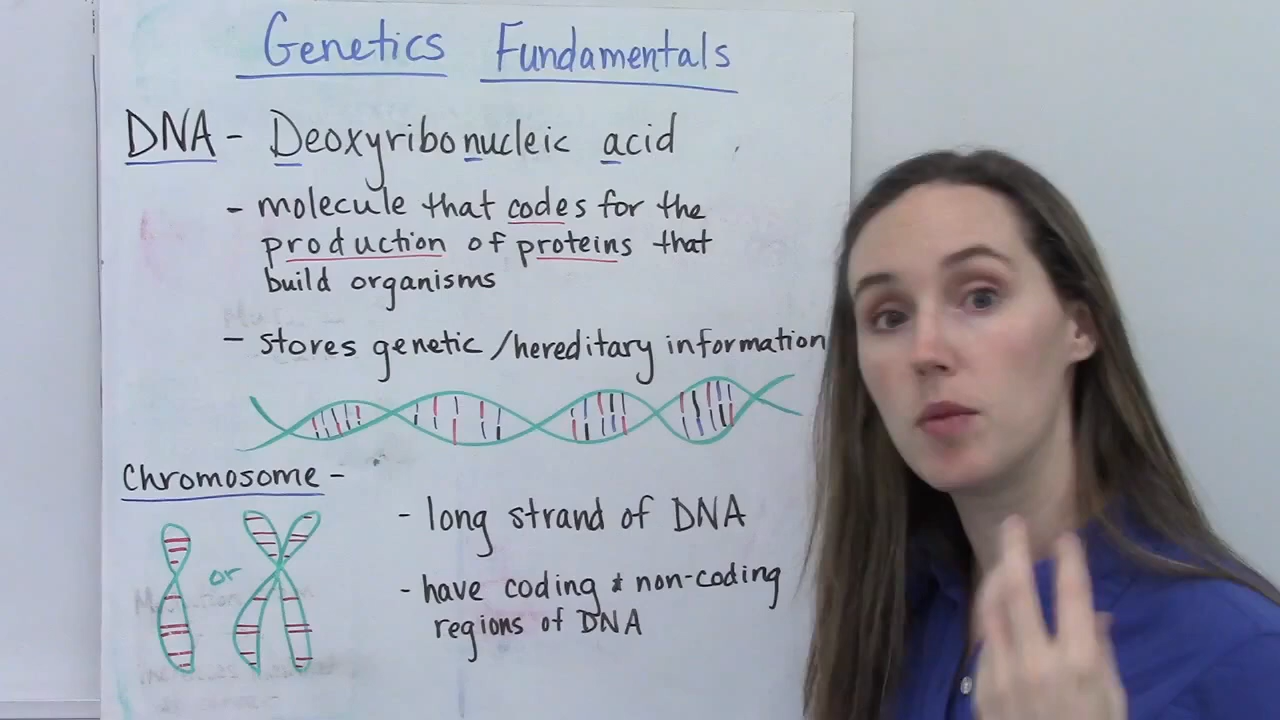 Genetics Fundamentals
DNA - Deoxyribonucleic acid
- molecule that codes for the
production of proteins that
build organisms
- stores genetic/hereditary information
Chromosome -
or
- long strand of DNA
- have coding & non-coding
regions of DNA